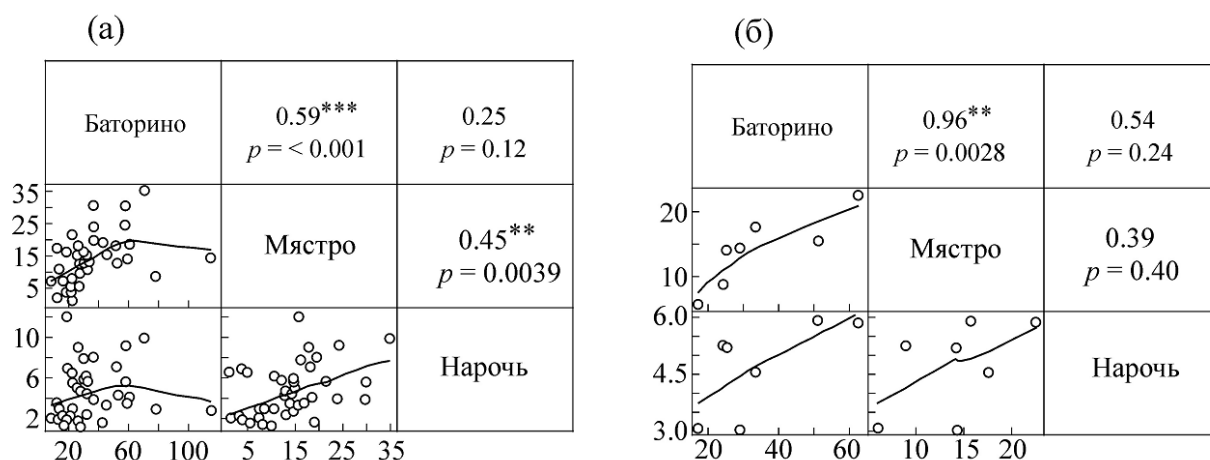 (а)
Баторино
0.59***
p = < 0.001
0.25
p = 0.12
35
25
15
5
Мястро
0.45**
p = 0.0039
10
6
2
Нарочь
20 60 100
5 15 25 35
(б)
Баторино
0.96**
p = 0.0028
0.54
p = 0.24
20
10
Мястро
0.39
p = 0.40
6.0
4.5
3.0
Нарочь
20 40 60
10 15 20